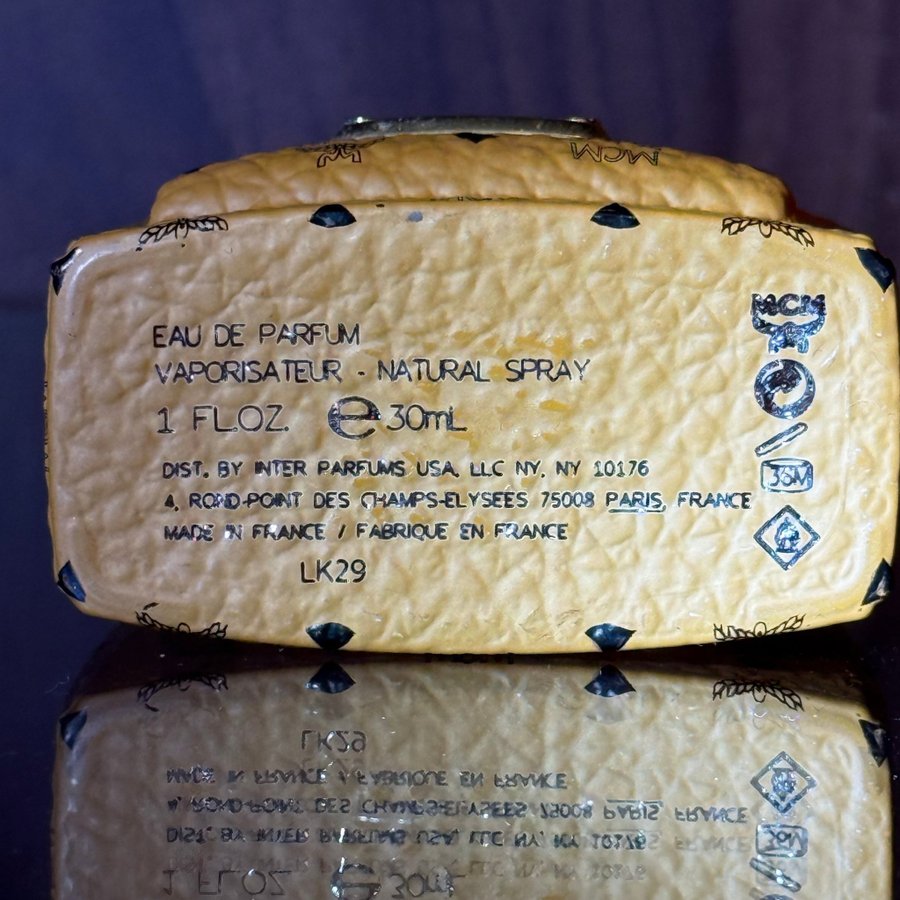 MCM
EAU DE PARFUM
VAPORISATEUR - NATURAL SPRAY
1 FL.OZ. e 30mL
DIST. BY INTER PARFUMS USA, LLC NY, NY 10176
4, ROND-POINT DES CHAMPS-ELYSEES 75008 PARIS, FRANCE
MADE IN FRANCE / FABRIQUE EN FRANCE
LK29
MCM
36M